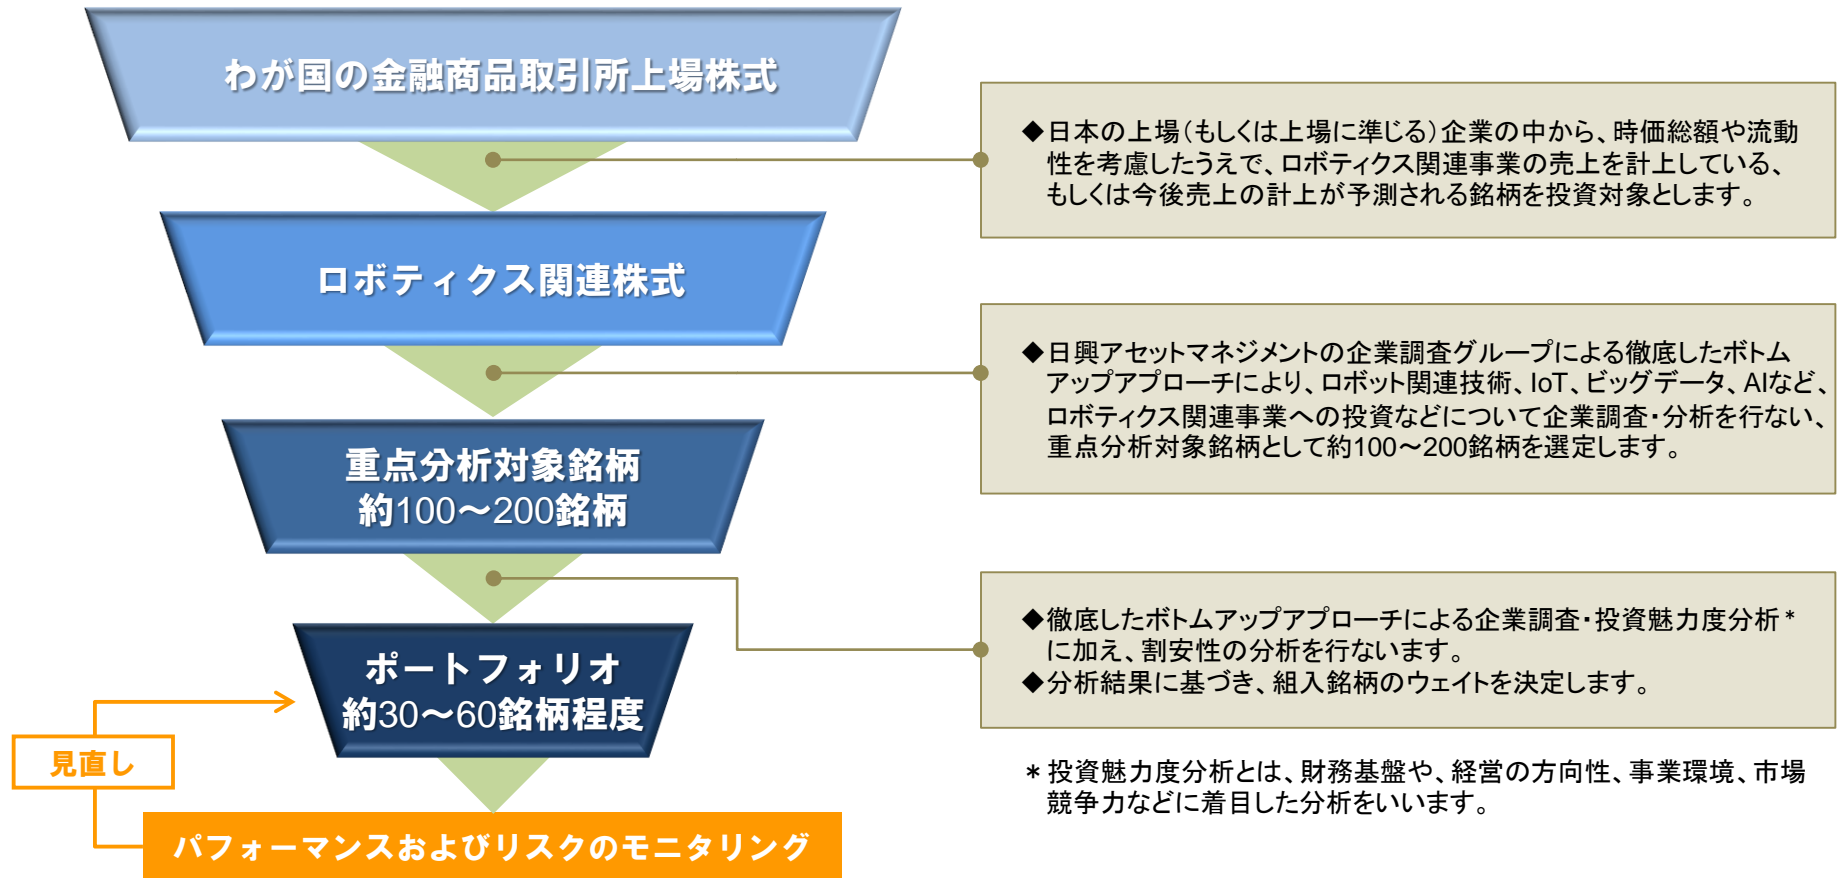 わが国の金融商品取引所上場株式
◆日本の上場(もしくは上場に準じる)企業の中から、時価総額や流動
性を考慮したうえで、ロボティクス関連事業の売上を計上している、
もしくは今後売上の計上が予測される銘柄を投資対象とします。
ロボティクス関連株式
◆日興アセットマネジメントの企業調査グループによる徹底したボトム
アップアプローチにより、ロボット関連技術、IoT、ビッグデータ、AIなど、
ロボティクス関連事業への投資などについて企業調査・分析を行ない、
重点分析対象銘柄として約100～200銘柄を選定します。
重点分析対象銘柄
約100～200銘柄
◆徹底したボトムアップアプローチによる企業調査・投資魅力度分析*
に加え、割安性の分析を行ないます。
◆分析結果に基づき、組入銘柄のウェイトを決定します。
ポートフォリオ
約30～60銘柄程度
見直し
*投資魅力度分析とは、財務基盤や、経営の方向性、事業環境、市場
競争力などに着目した分析をいいます。
パフォーマンスおよびリスクのモニタリング